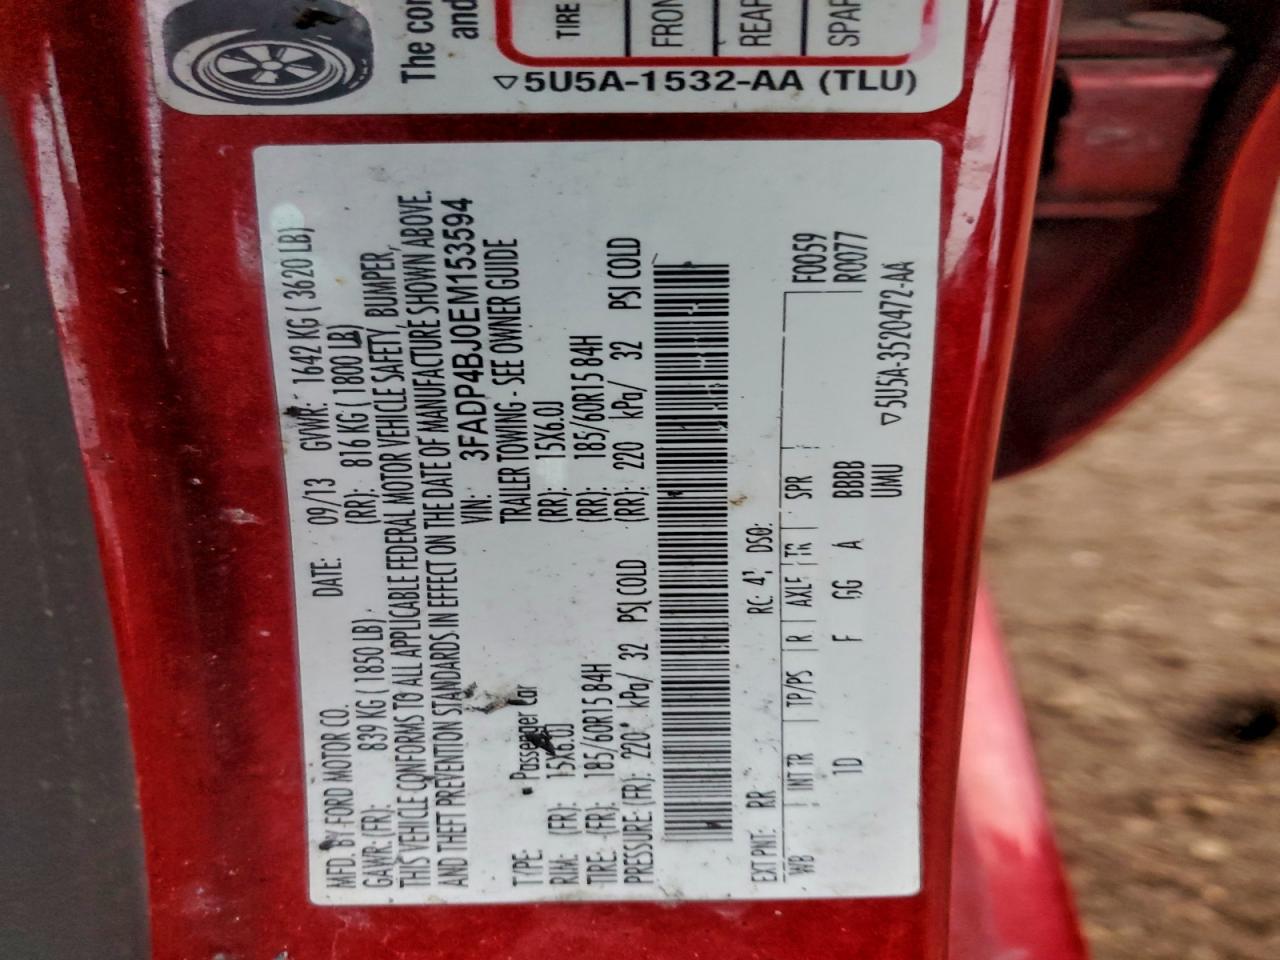 The con
and
TIRE
FRON
REAR
SPAR
▽5U5A-1532-AA (TLU)
MFD. BY FORD MOTOR CO.
DATE: 09/13 GVWR: 1642 KG ( 3620 LB)
GAWR: (FR): 839 KG ( 1850 LB) (RR): 816 KG ( 1800 LB)
THIS VEHICLE CONFORMS TO ALL APPLICABLE FEDERAL MOTOR VEHICLE SAFETY, BUMPER,
AND THEFT PREVENTION STANDARDS IN EFFECT ON THE DATE OF MANUFACTURE SHOWN ABOVE.
VIN: 3FADP4BJ0EM153594
TYPE: Passenger Car TRAILER TOWING - SEE OWNER GUIDE
RIM: (FR): 15X6.0J (RR): 15X6.0J
TIRE: (FR): 185/60R15 84H (RR): 185/60R15 84H
PRESSURE: (FR): 220 kPa/ 32 PSI COLD (RR): 220 kPa/ 32 PSI COLD
EXT PNT: RR RC: 41 DSO: F0059
WB INT TR TP/PS R AXLE TR SPR R0077
1D F GG A BBBB
UMU
▽5U5A-3520472-AA